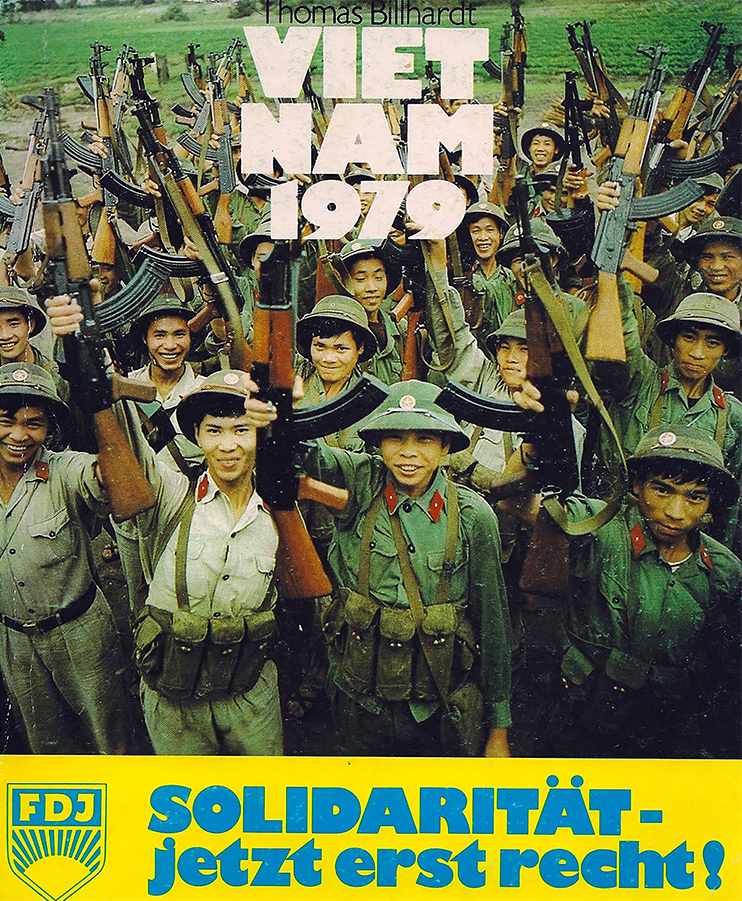 Thomas Billhardt
VIET
NAM
1979
FDJ
SOLIDARITÄT-
jetzt erst recht!